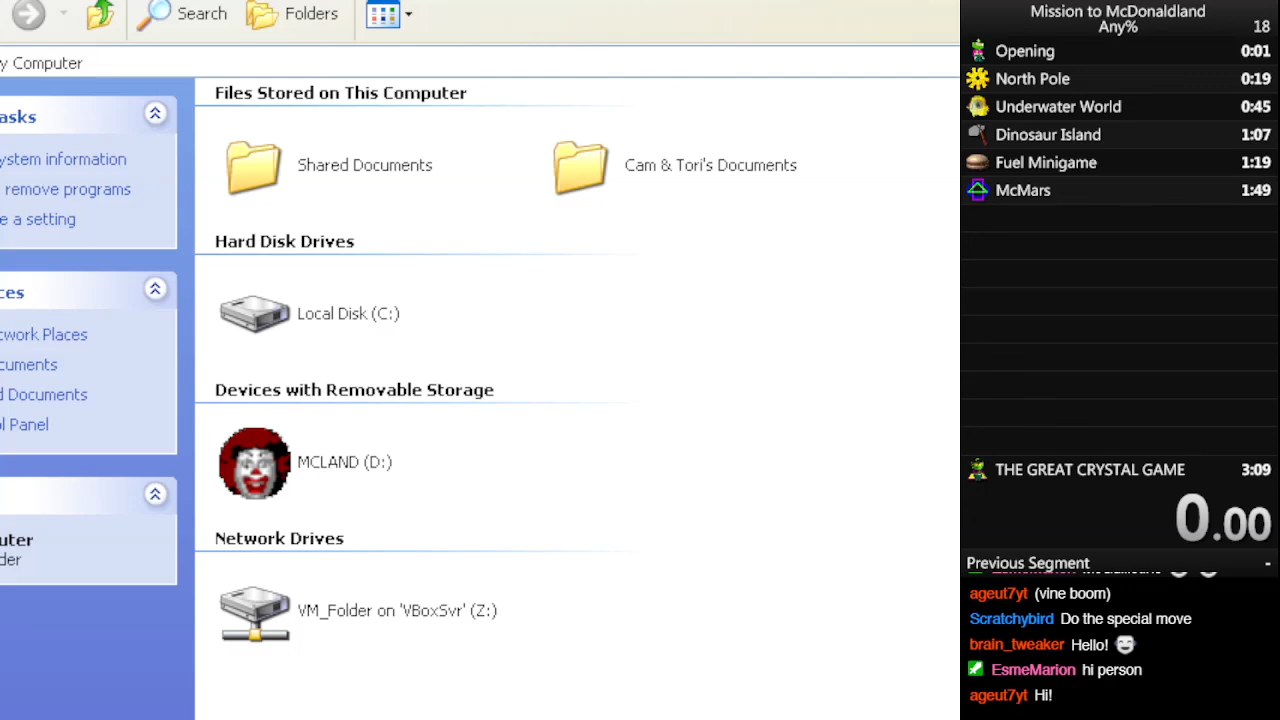 Search
Folders
y Computer
asks
ystem information
remove programs
e a setting
ces
twork Places
cuments
d Documents
ol Panel
uter
der
Files Stored on This Computer
Shared Documents
Cam & Tori's Documents
Hard Disk Drives
Local Disk (C:)
Devices with Removable Storage
MCLAND (D:)
Network Drives
VM_Folder on 'VBoxSvr' (Z:)
Mission to McDonaldland
Any% 18
Opening 0:01
North Pole 0:19
Underwater World 0:45
Dinosaur Island 1:07
Fuel Minigame 1:19
McMars 1:49
THE GREAT CRYSTAL GAME 3:09
0.00
Previous Segment -
ageut7yt (vine boom)
Scratchybird Do the special move
brain_tweaker Hello!
EsmeMarion hi person
ageut7yt Hi!